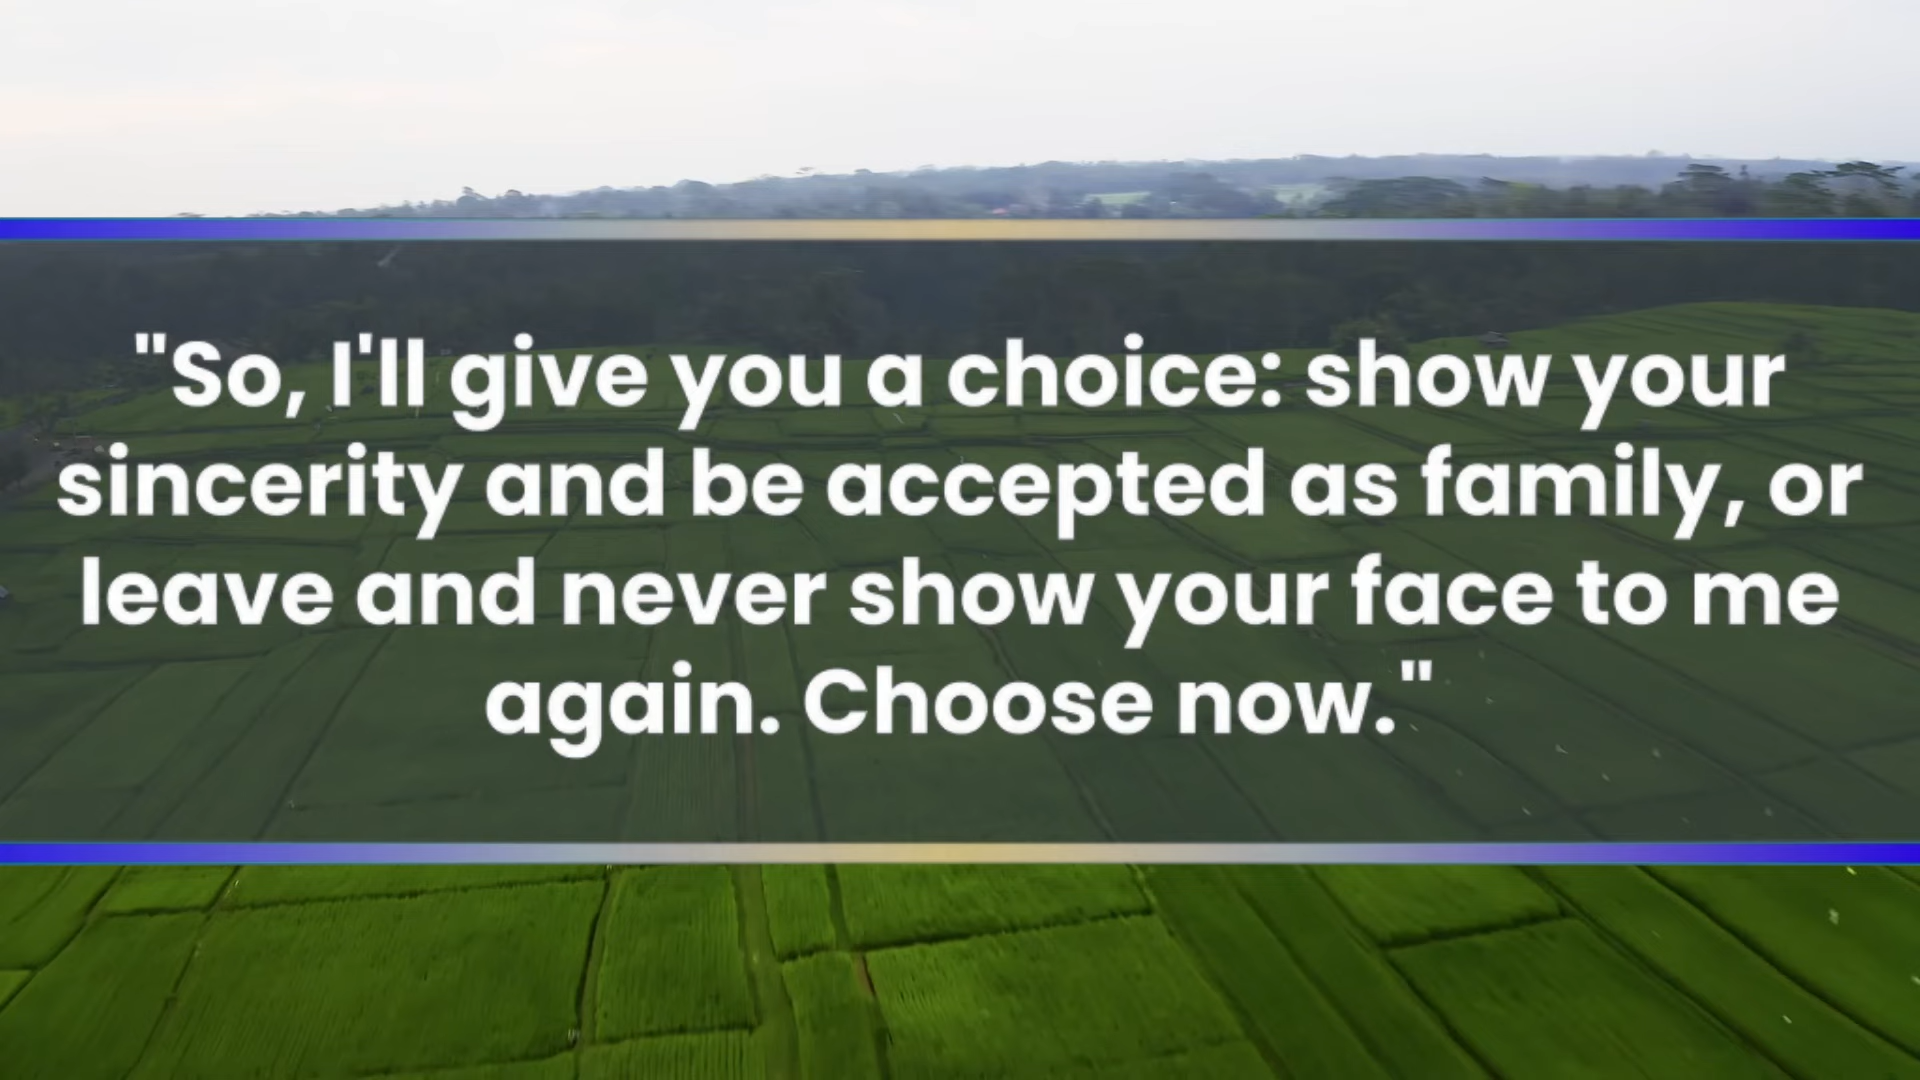 "So, I'll give you a choice: show your
sincerity and be accepted as family, or
leave and never show your face to me
again. Choose now."